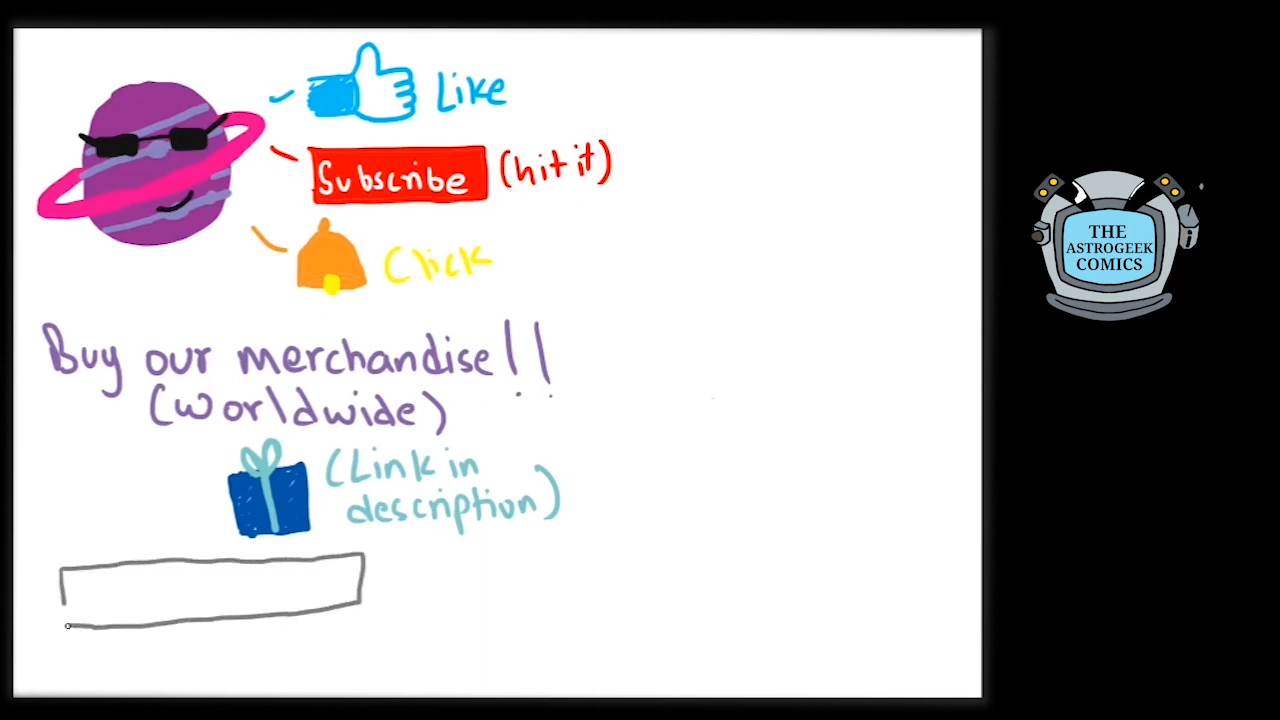 Like
Subscribe (hit it)
Click
Buy our merchandise!!
(worldwide)
(Link in
description)
THE
ASTROGEEK
COMICS